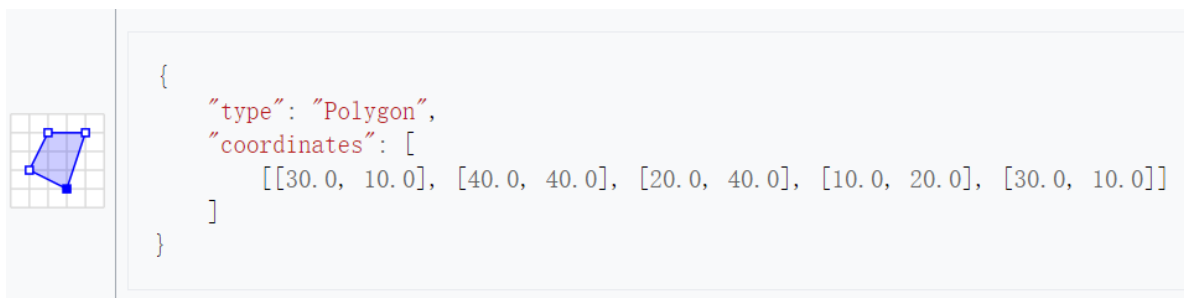 {
"type": "Polygon",
"coordinates": [
[[30.0, 10.0], [40.0, 40.0], [20.0, 40.0], [10.0, 20.0], [30.0, 10.0]]
]
}